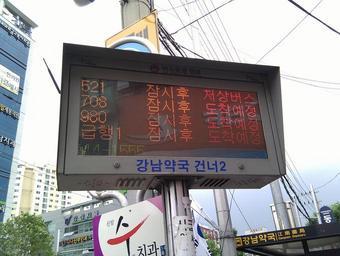 521 잠시후 저상버스
708 잠시후 도착예정
980 잠시후 도착예정
급행1 잠시후 도착예정
강남약국 건너2
수
치과
강남약국